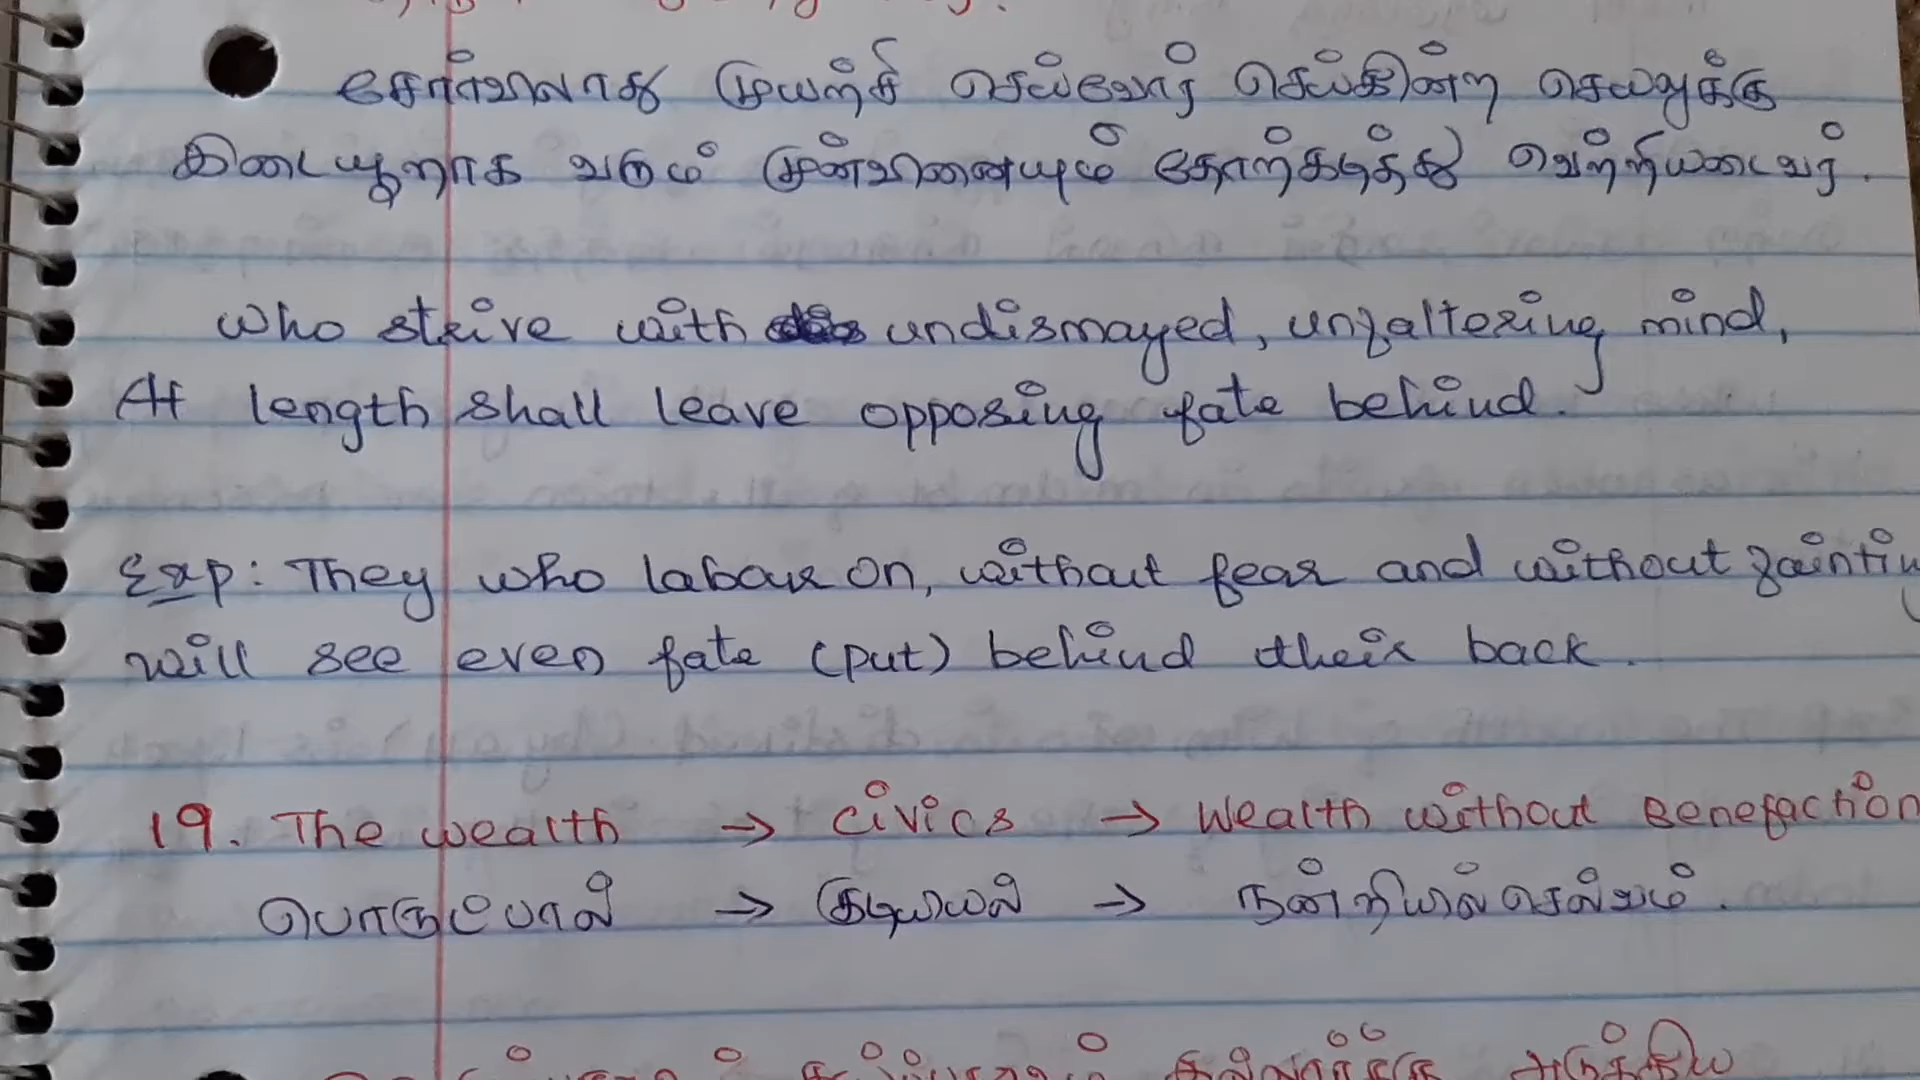 சோர்வில்லாது முயற்சி செய்வோர் செய்கின்ற செயலுக்கு
இடையூறாக வரும் முன்வினையும் தோற்கடித்து வெற்றியடைவர்.
Who strive with undismayed, unfaltering mind,
At length shall leave opposing fate behind.
Exp: They who labour on, without fear and without
will see even fate (put) behind their back.
19. The wealth → civics → Wealth without Benefaction
பொருட்பால் → குடியியல் → நன்றியில்செல்வம்.